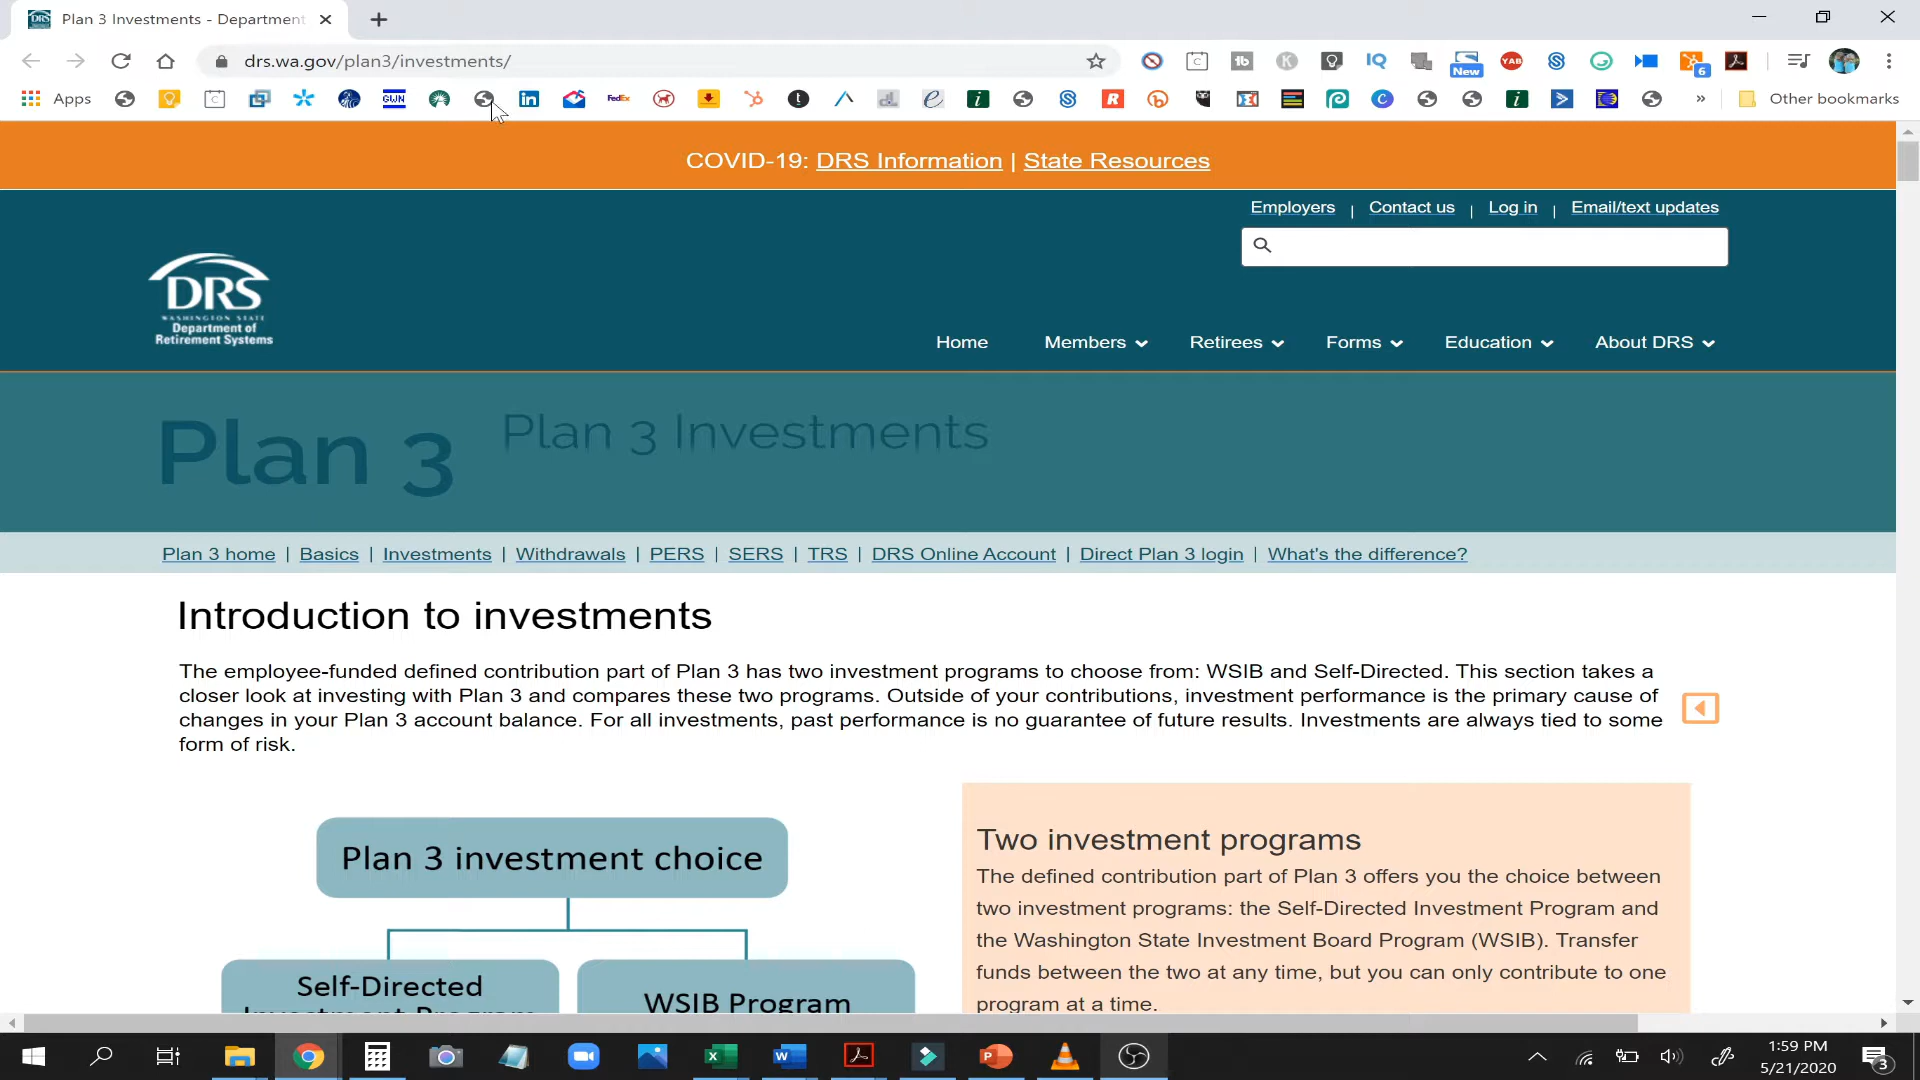 Plan 3 Investments - Department
drs.wa.gov/plan3/investments/
New
YAB
6
Apps
GWN
FedEx
Other bookmarks
COVID-19: DRS Information | State Resources
Employers | Contact us | Log in | Email/text updates
DRS
WASHINGTON STATE
Department of
Retirement Systems
Home Members Retirees Forms Education About DRS
Plan 3 Plan 3 Investments
Plan 3 home | Basics | Investments | Withdrawals | PERS | SERS | TRS | DRS Online Account | Direct Plan 3 login | What's the difference?
Introduction to investments
The employee-funded defined contribution part of Plan 3 has two investment programs to choose from: WSIB and Self-Directed. This section takes a
closer look at investing with Plan 3 and compares these two programs. Outside of your contributions, investment performance is the primary cause of
changes in your Plan 3 account balance. For all investments, past performance is no guarantee of future results. Investments are always tied to some
form of risk.
Plan 3 investment choice
Self-Directed
Investment Program
WSIB Program
Two investment programs
The defined contribution part of Plan 3 offers you the choice between
two investment programs: the Self-Directed Investment Program and
the Washington State Investment Board Program (WSIB). Transfer
funds between the two at any time, but you can only contribute to one
program at a time.
1:59 PM
5/21/2020
3